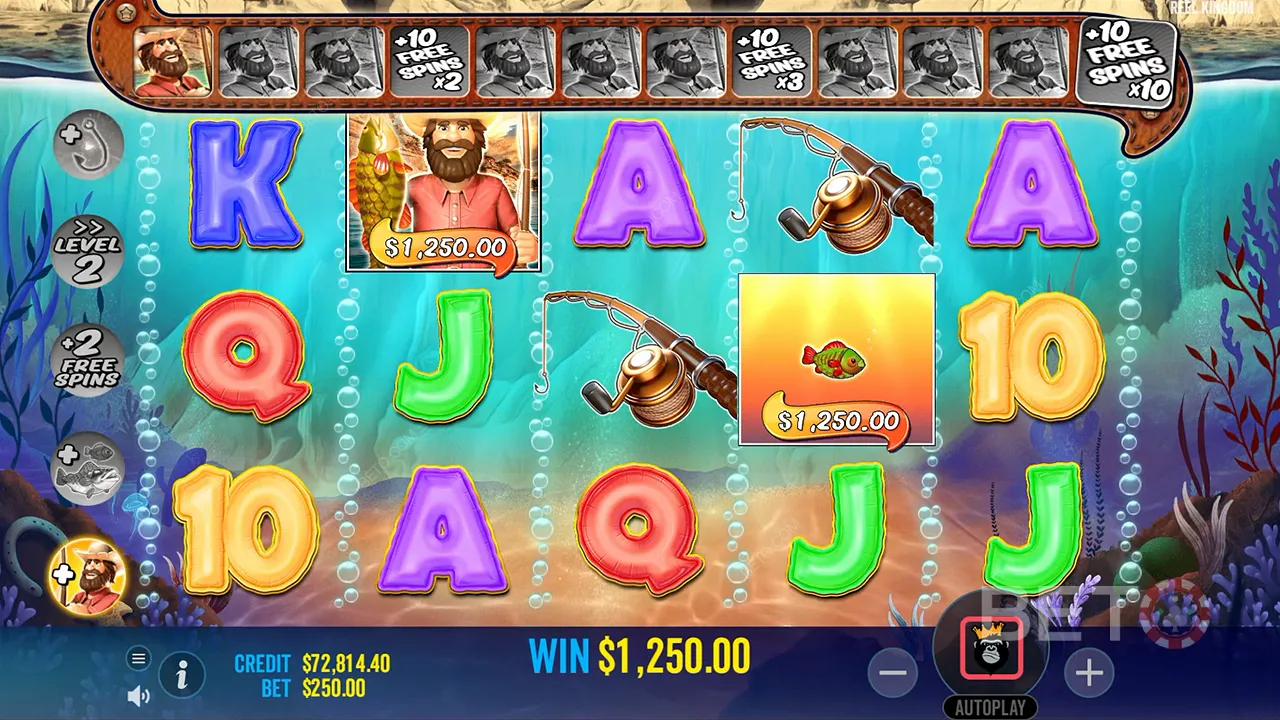 REEL KINGDOM
+10 FREE SPINS x2
+10 FREE SPINS x3
+10 FREE SPINS x10
+
>> LEVEL 2
+2 FREE SPINS
+
+
K
A
A
$1,250.00
Q
J
10
$1,250.00
10
A
Q
J
J
BET
i
CREDIT $72,814.40
BET $250.00
WIN $1,250.00
−
+
AUTOPLAY